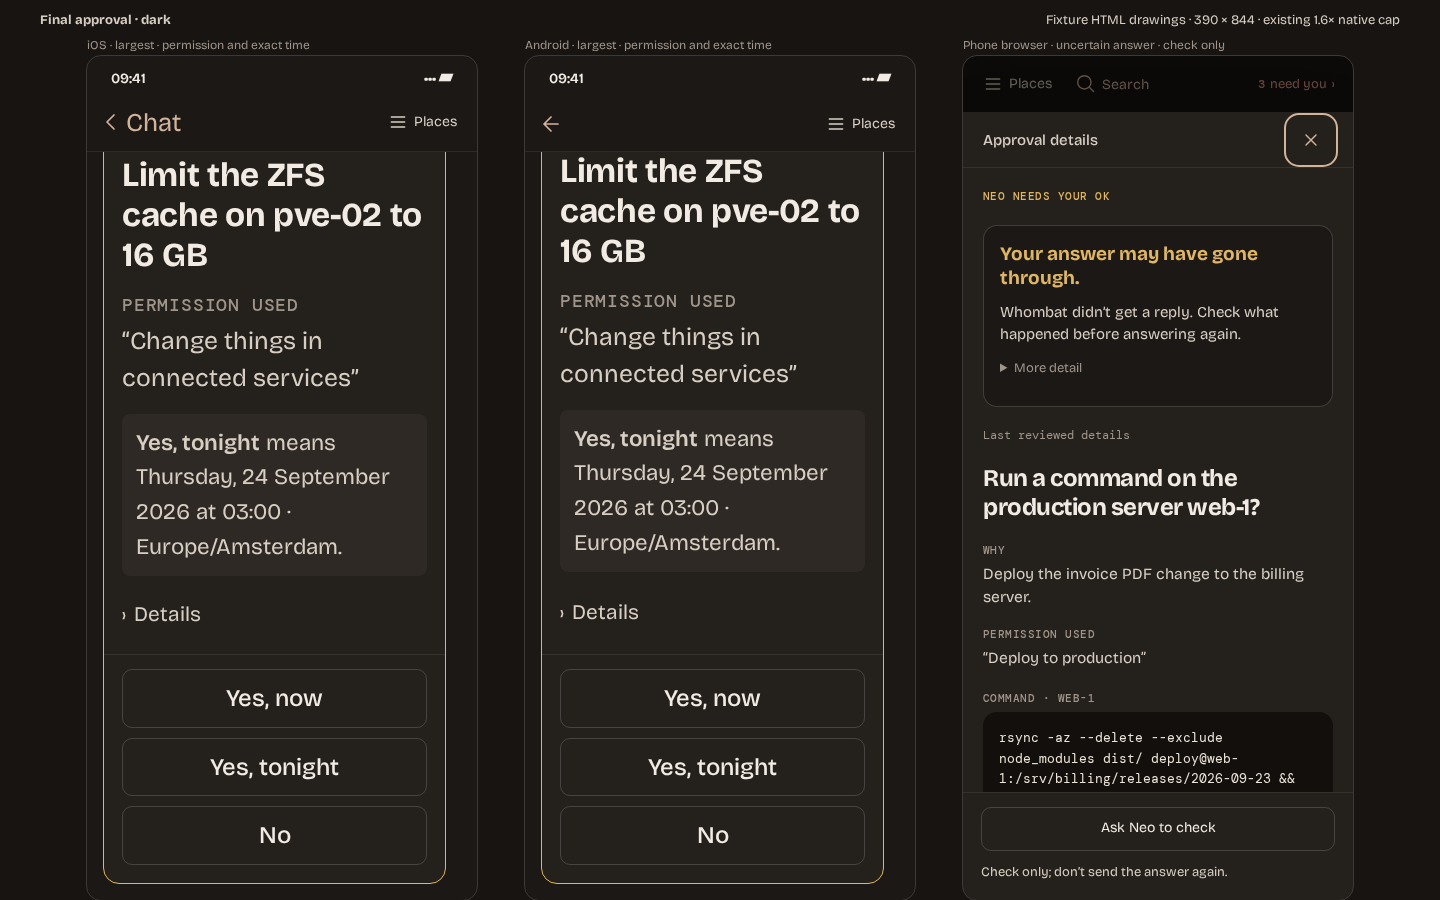 Final approval · dark
Fixture HTML drawings · 390 × 844 · existing 1.6× native cap
iOS · largest · permission and exact time
09:41
Chat
Places
Limit the ZFS
cache on pve-02 to
16 GB
PERMISSION USED
“Change things in
connected services”
Yes, tonight means
Thursday, 24 September
2026 at 03:00 ·
Europe/Amsterdam.
› Details
Yes, now
Yes, tonight
No
Android · largest · permission and exact time
09:41
Places
Limit the ZFS
cache on pve-02 to
16 GB
PERMISSION USED
“Change things in
connected services”
Yes, tonight means
Thursday, 24 September
2026 at 03:00 ·
Europe/Amsterdam.
› Details
Yes, now
Yes, tonight
No
Phone browser · uncertain answer · check only
Places
Search
3 need you ›
Approval details
NEO NEEDS YOUR OK
Your answer may have gone
through.
Whombat didn’t get a reply. Check what
happened before answering again.
More detail
Last reviewed details
Run a command on the
production server web-1?
WHY
Deploy the invoice PDF change to the billing
server.
PERMISSION USED
“Deploy to production”
COMMAND · WEB-1
rsync -az --delete --exclude
node_modules dist/ deploy@web-
1:/srv/billing/releases/2026-09-23 &&
Ask Neo to check
Check only; don’t send the answer again.